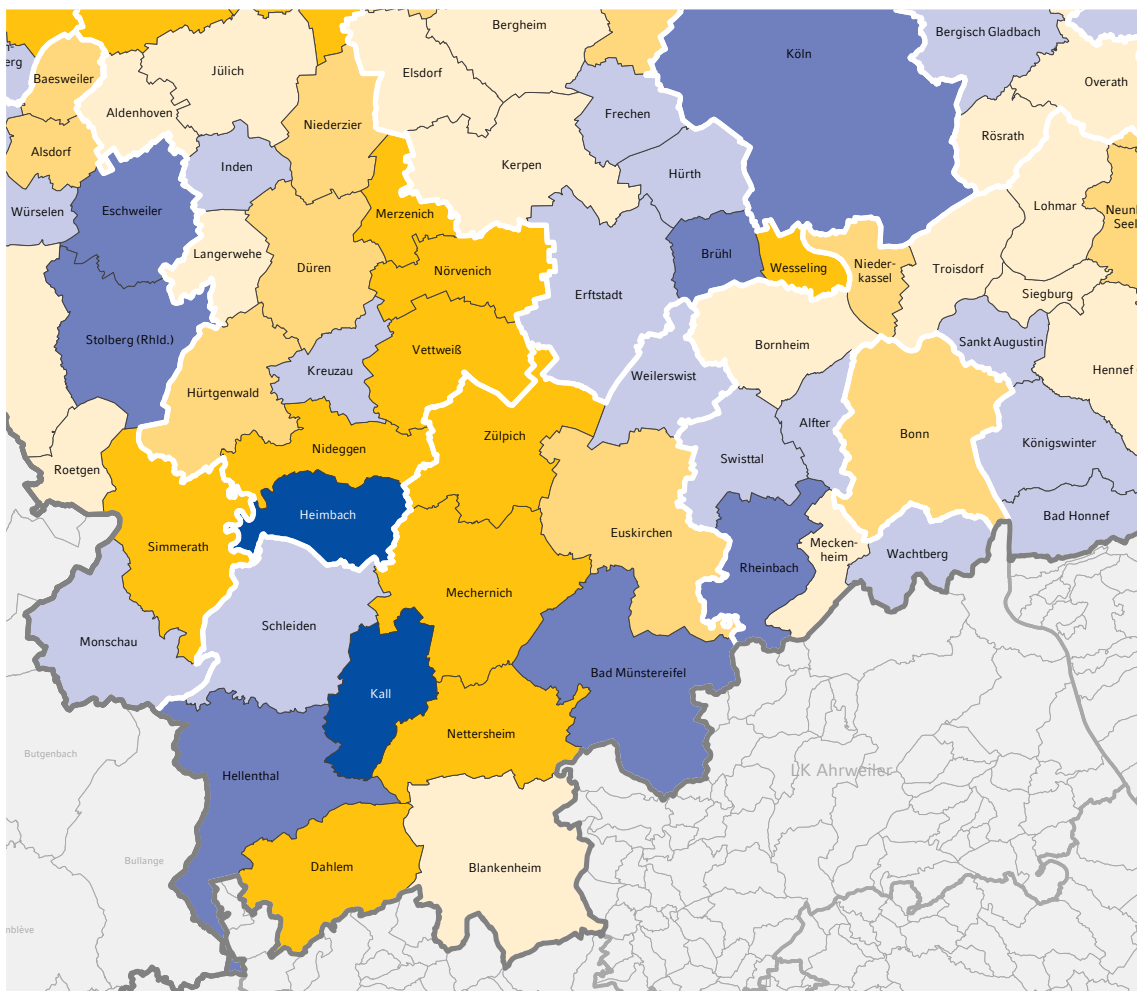 Bergheim
Bergisch Gladbach
Köln
erg
Jülich
Elsdorf
Baesweiler
Overath
Aldenhoven
Frechen
Niederzier
Rösrath
Alsdorf
Kerpen
Inden
Hürth
Würselen
Eschweiler
Merzenich
Lohmar
Neunk
Seel
Langerwehe
Brühl
Düren
Nörvenich
Wesseling
Nieder-
kassel
Troisdorf
Erftstadt
Siegburg
Stolberg (Rhld.)
Sankt Augustin
Vettweiß
Bornheim
Kreuzau
Weilerswist
Hennef
Hürtgenwald
Alfter
Zülpich
Bonn
Königswinter
Nideggen
Swisttal
Roetgen
Heimbach
Bad Honnef
Euskirchen
Simmerath
Mecken-
heim
Wachtberg
Rheinbach
Mechernich
Schleiden
Monschau
Bad Münstereifel
Kall
Nettersheim
Butgenbach
LK Ahrweiler
Hellenthal
Bullange
Dahlem
Blankenheim
nblève